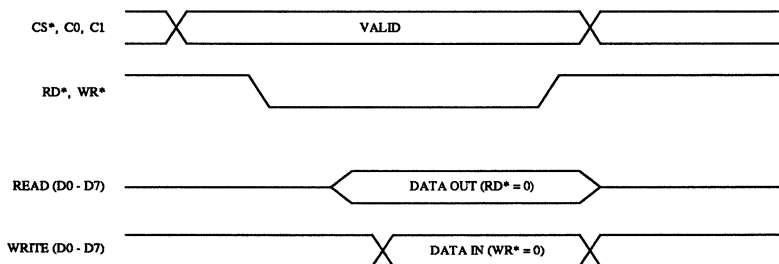 CS*, C0, C1
VALID
RD*, WR*
READ (D0 - D7)
DATA OUT (RD* = 0)
WRITE (D0 - D7)
DATA IN (WR* = 0)